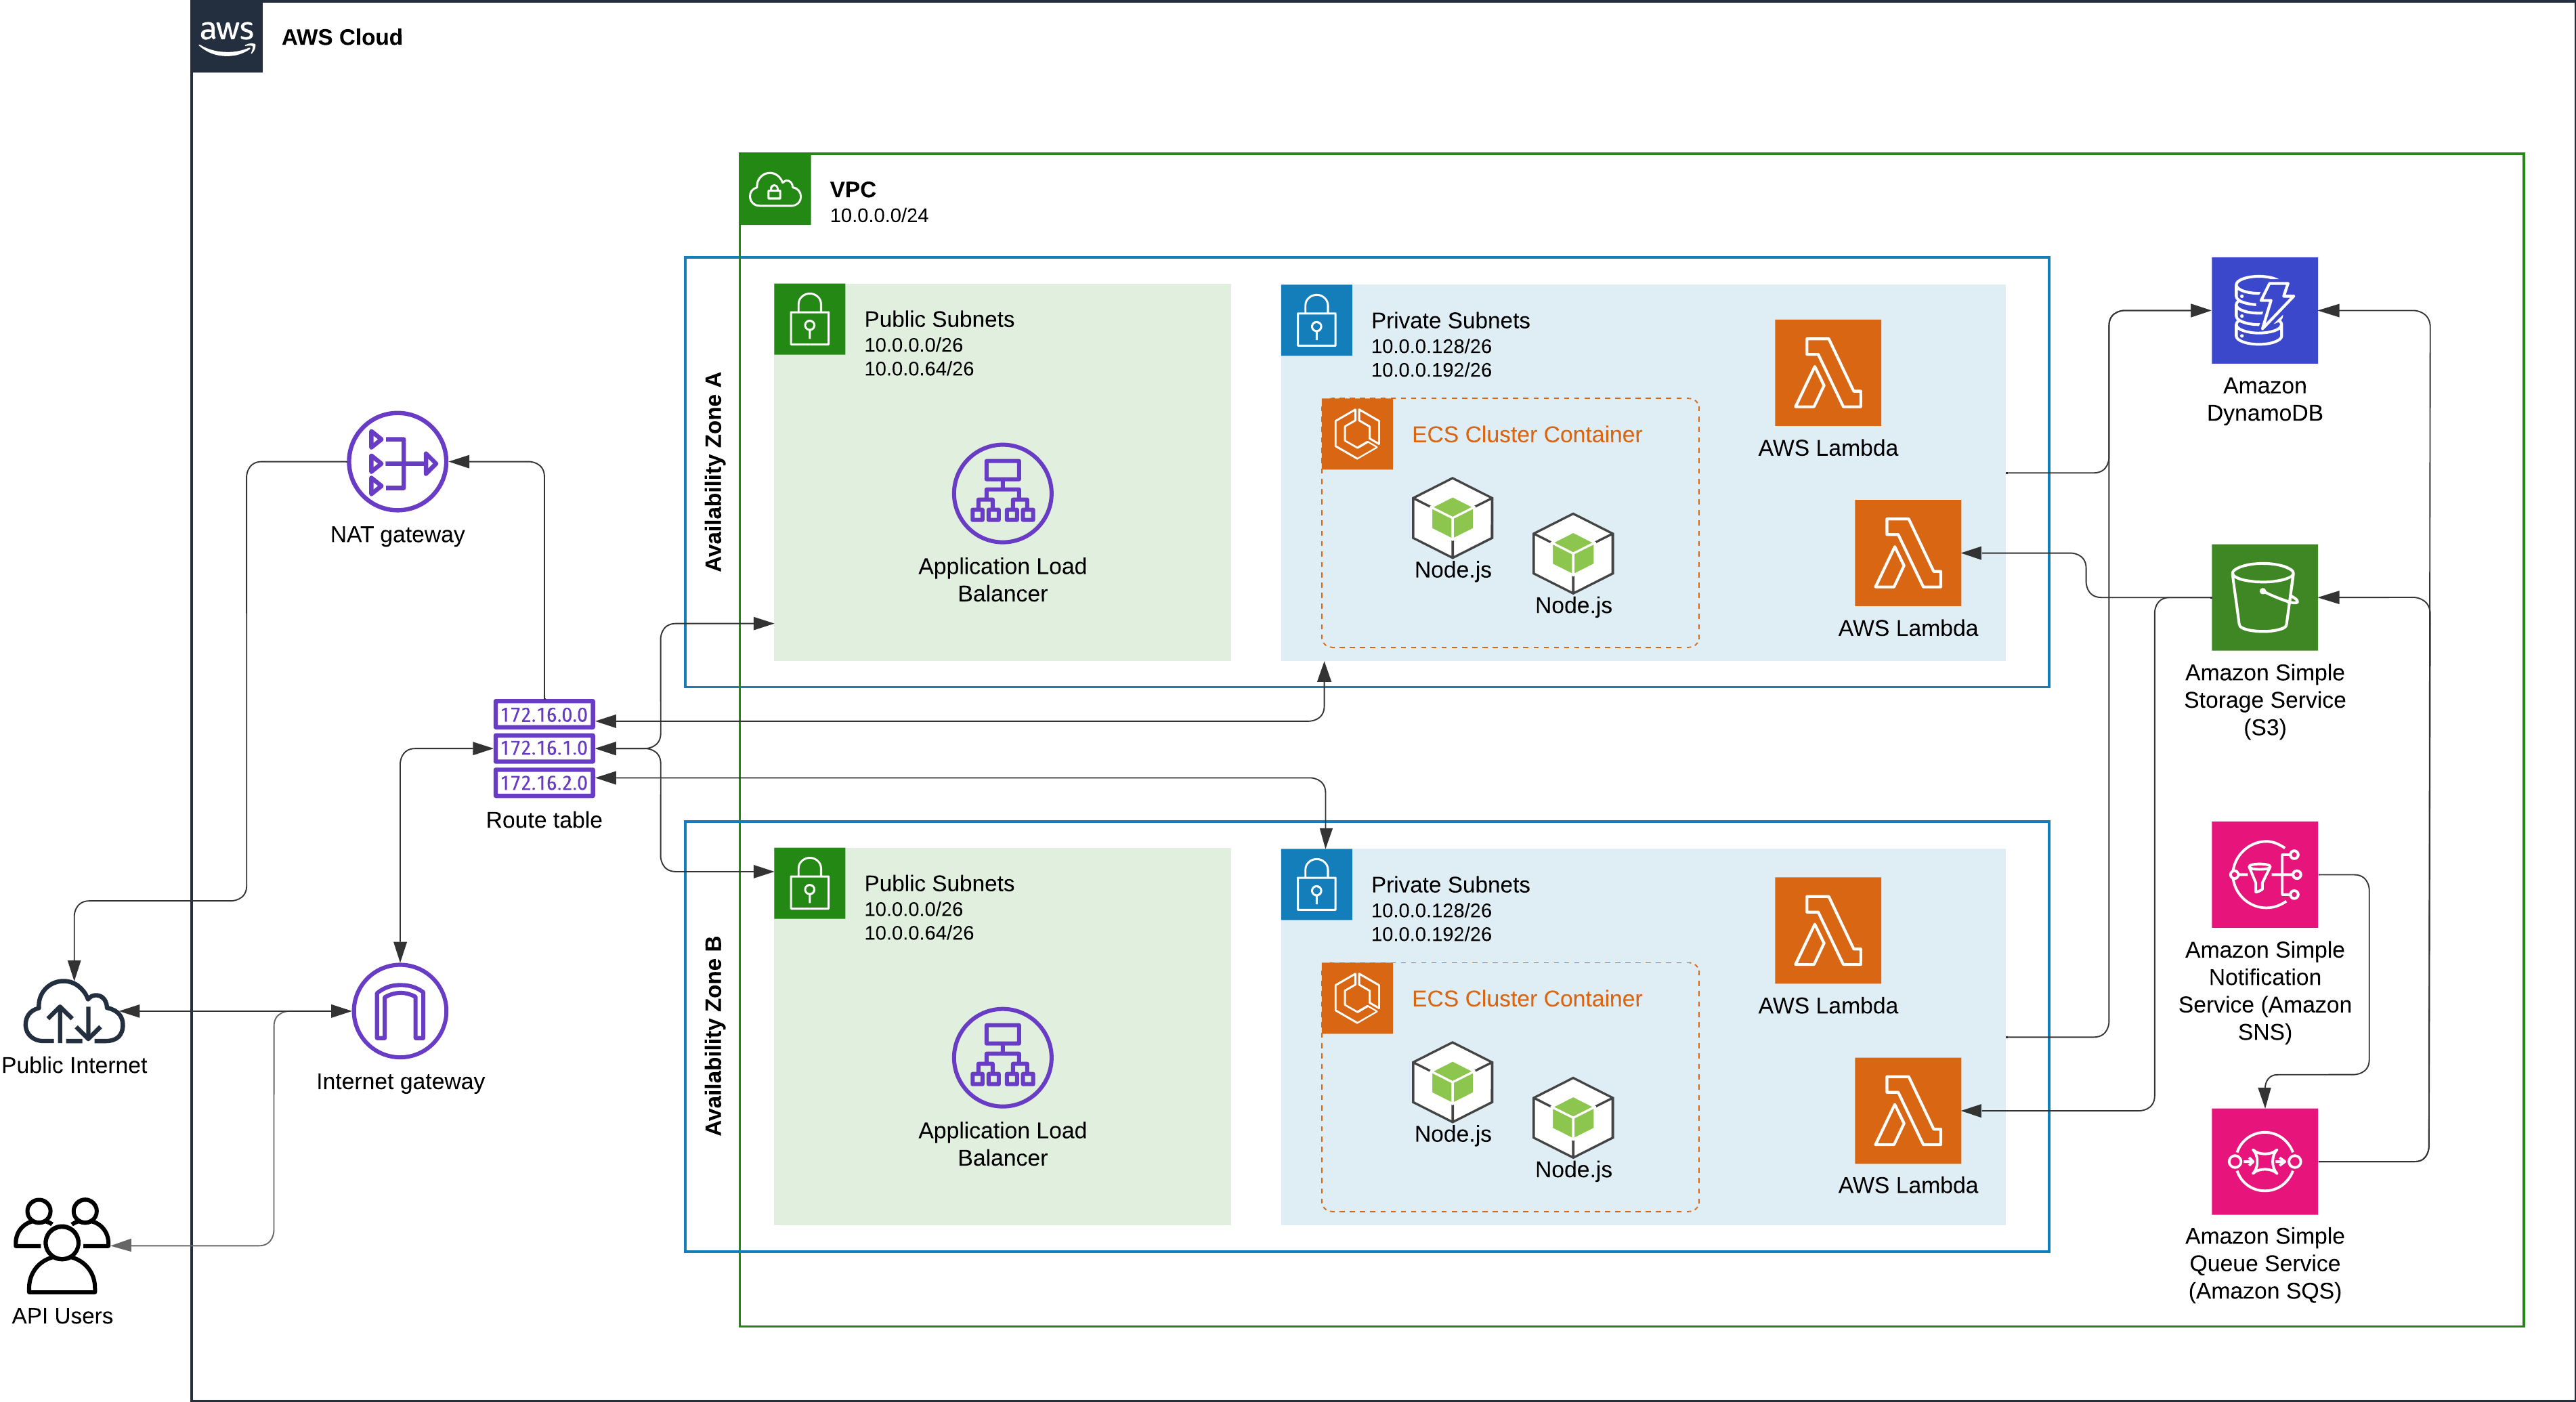 aws
AWS Cloud
VPC
10.0.0.0/24
Availability Zone A
Public Subnets
10.0.0.0/26
10.0.0.64/26
Application Load
Balancer
Private Subnets
10.0.0.128/26
10.0.0.192/26
ECS Cluster Container
Node.js
Node.js
AWS Lambda
AWS Lambda
Amazon
DynamoDB
Amazon Simple
Storage Service
(S3)
NAT gateway
172.16.0.0
172.16.1.0
172.16.2.0
Route table
Availability Zone B
Public Subnets
10.0.0.0/26
10.0.0.64/26
Application Load
Balancer
Private Subnets
10.0.0.128/26
10.0.0.192/26
ECS Cluster Container
Node.js
Node.js
AWS Lambda
AWS Lambda
Amazon Simple
Notification
Service (Amazon
SNS)
Amazon Simple
Queue Service
(Amazon SQS)
Public Internet
Internet gateway
API Users